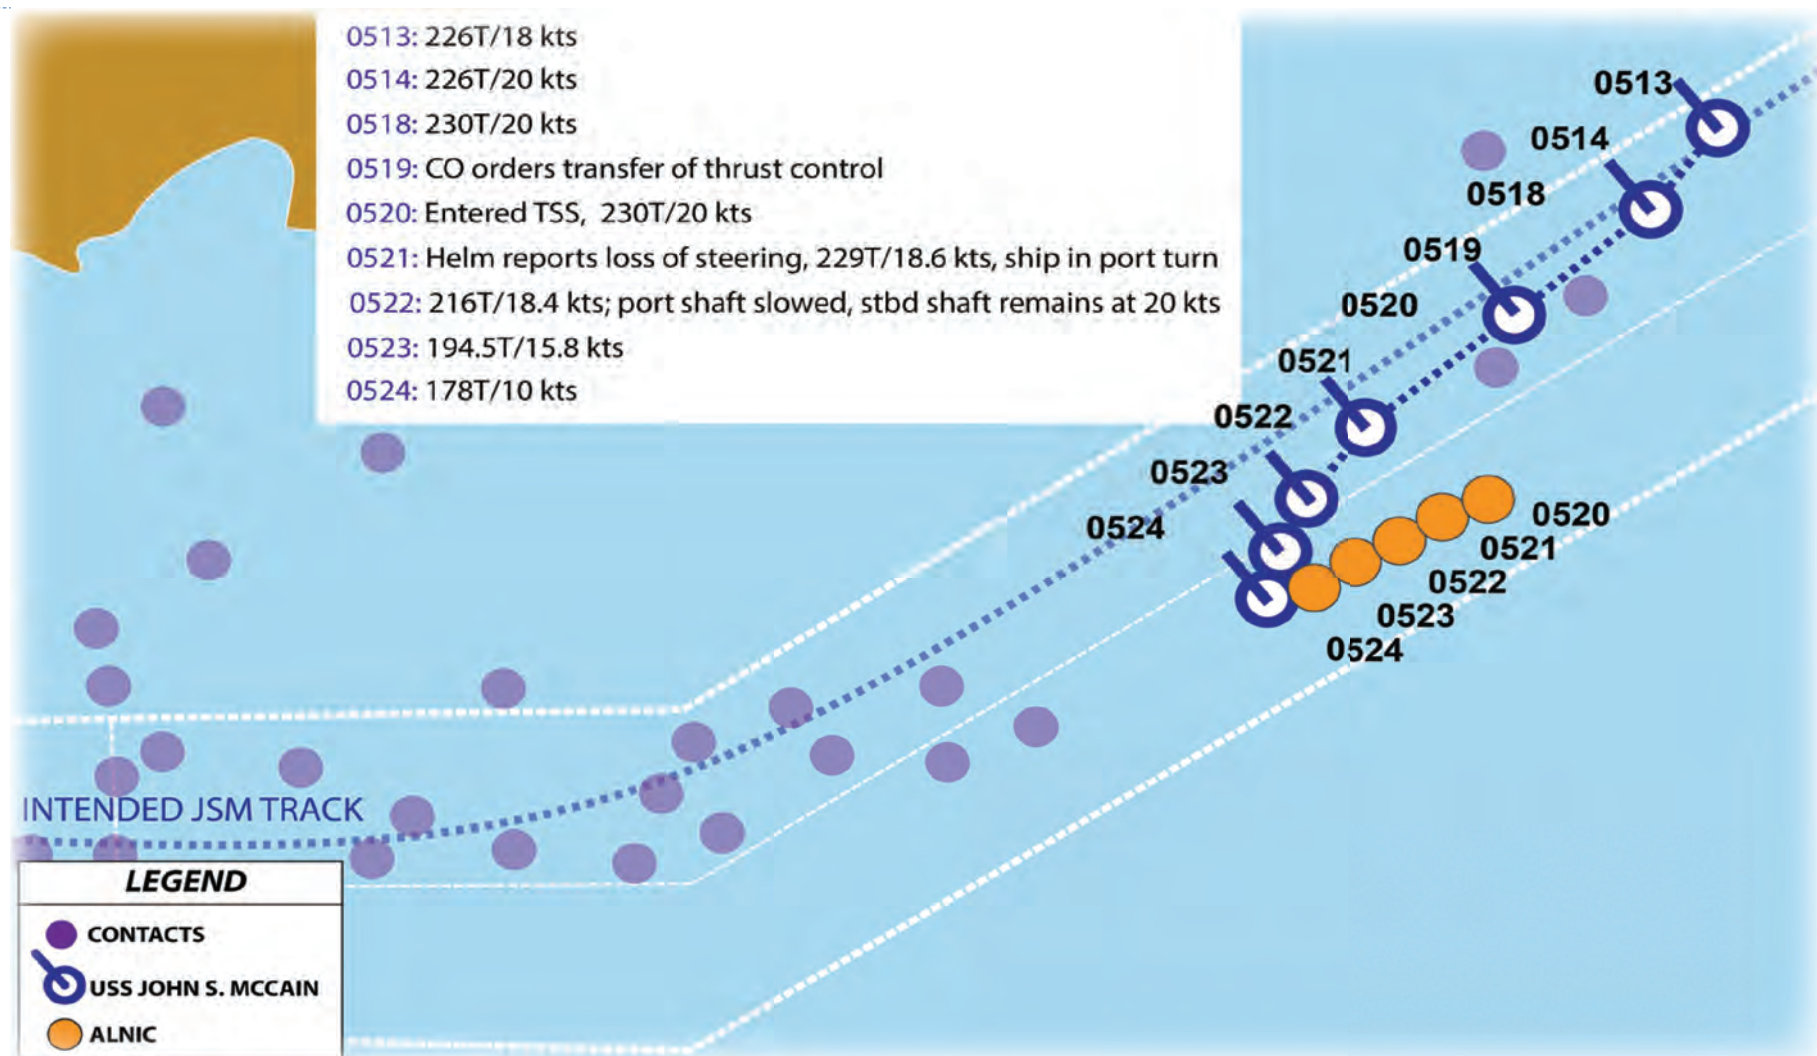 0513: 226T/18 kts
0514: 226T/20 kts
0518: 230T/20 kts
0519: CO orders transfer of thrust control
0520: Entered TSS, 230T/20 kts
0521: Helm reports loss of steering, 229T/18.6 kts, ship in port turn
0522: 216T/18.4 kts; port shaft slowed, stbd shaft remains at 20 kts
0523: 194.5T/15.8 kts
0524: 178T/10 kts
0513
0514
0518
0519
0520
0521
0522
0523
0524
0520
0521
0522
0523
0524
INTENDED JSM TRACK
LEGEND
CONTACTS
USS JOHN S. MCCAIN
ALNIC